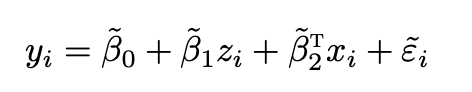 yᵢ = β̃₀ + β̃₁zᵢ + β̃₂ᵀxᵢ + ε̃ᵢ